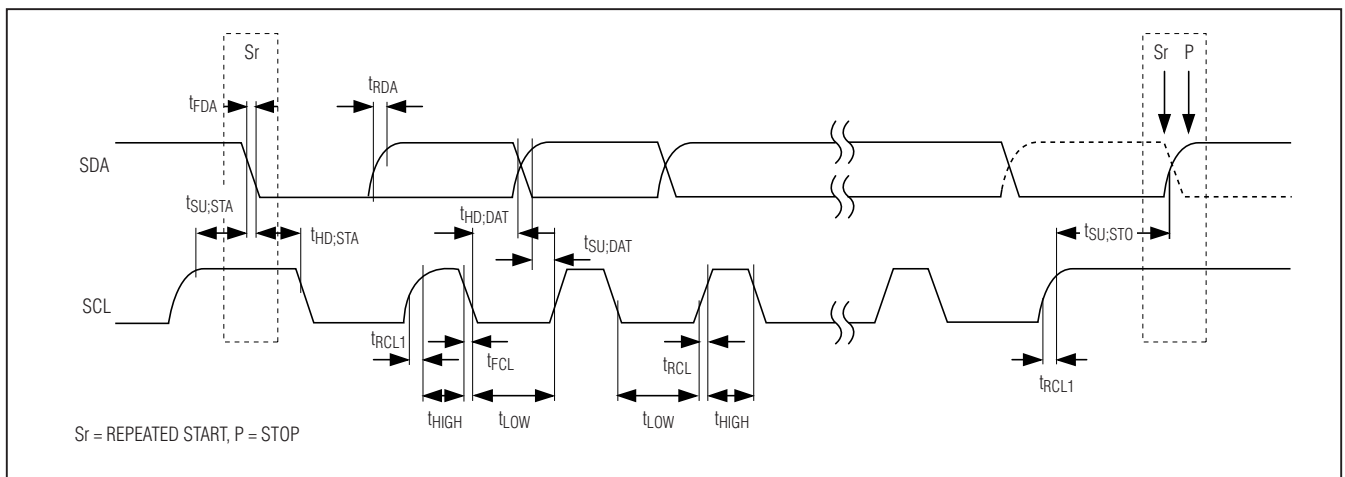 Sr
Sr P
tFDA
tRDA
SDA
tSU;STA
tHD;STA
tHD;DAT
tSU;DAT
tSU;STO
SCL
tRCL1
tFCL
tRCL
tRCL1
tHIGH
tLOW
tLOW
tHIGH
Sr = REPEATED START, P = STOP